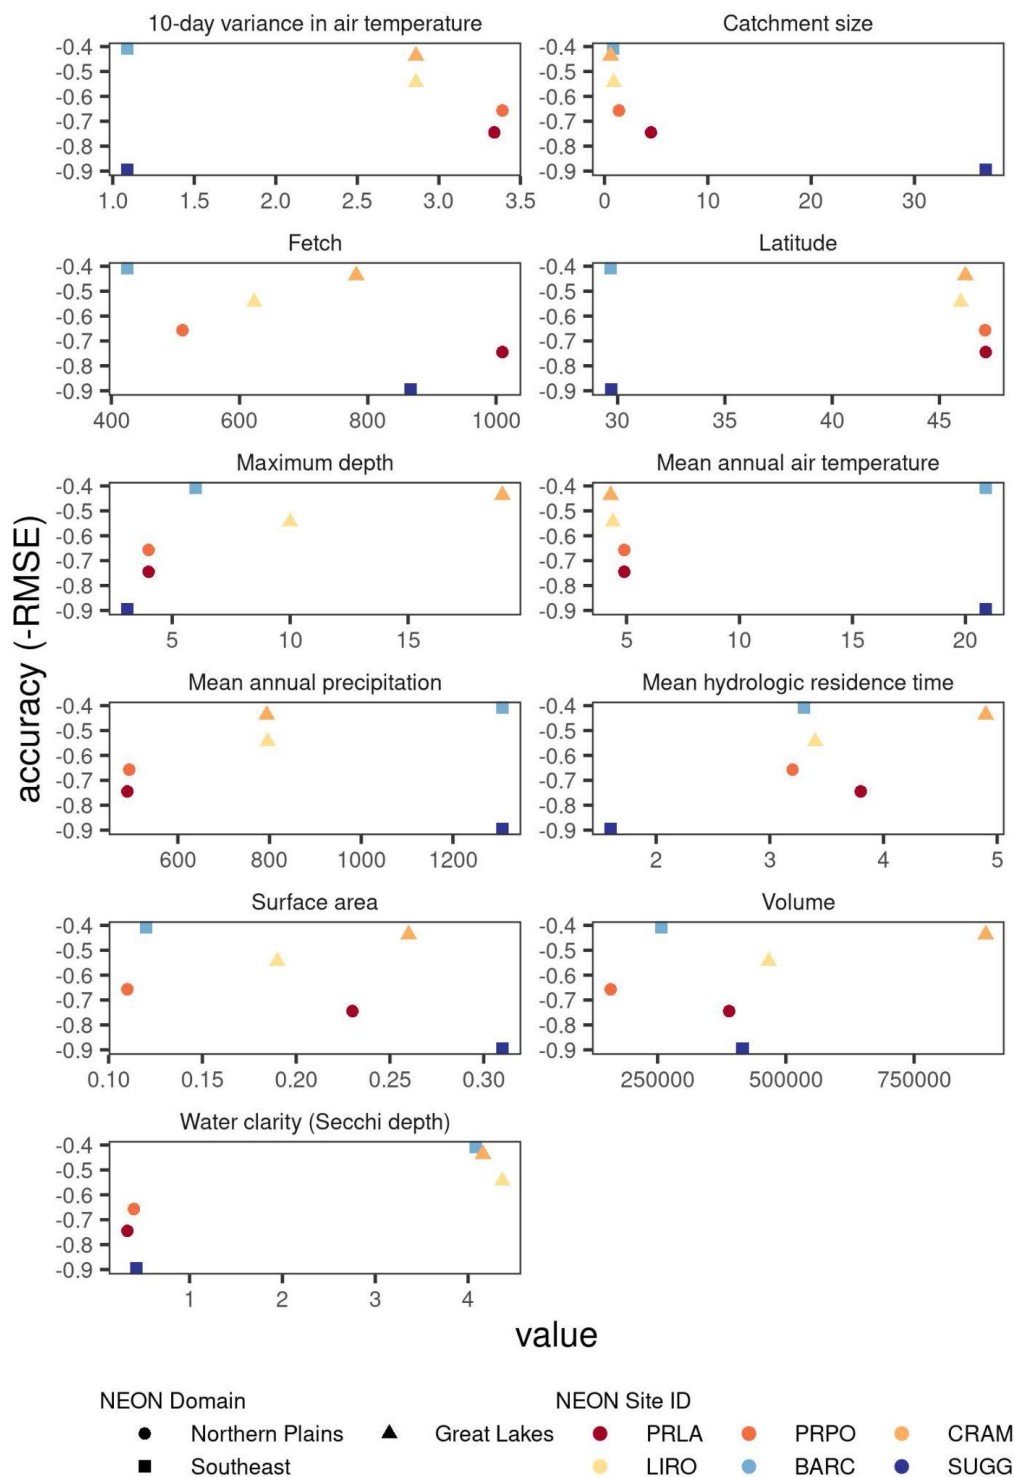 10-day variance in air temperature
Catchment size
-0.4
-0.5
-0.6
-0.7
-0.8
-0.9
1.0 1.5 2.0 2.5 3.0 3.5
-0.4
-0.5
-0.6
-0.7
-0.8
-0.9
0 10 20 30
Fetch
Latitude
-0.4
-0.5
-0.6
-0.7
-0.8
-0.9
400 600 800 1000
-0.4
-0.5
-0.6
-0.7
-0.8
-0.9
30 35 40 45
Maximum depth
Mean annual air temperature
-0.4
-0.5
-0.6
-0.7
-0.8
-0.9
5 10 15
-0.4
-0.5
-0.6
-0.7
-0.8
-0.9
5 10 15 20
accuracy (-RMSE)
Mean annual precipitation
Mean hydrologic residence time
-0.4
-0.5
-0.6
-0.7
-0.8
-0.9
600 800 1000 1200
-0.4
-0.5
-0.6
-0.7
-0.8
-0.9
2 3 4 5
Surface area
Volume
-0.4
-0.5
-0.6
-0.7
-0.8
-0.9
0.10 0.15 0.20 0.25 0.30
-0.4
-0.5
-0.6
-0.7
-0.8
-0.9
250000 500000 750000
Water clarity (Secchi depth)
-0.4
-0.5
-0.6
-0.7
-0.8
-0.9
1 2 3 4
value
NEON Domain
Northern Plains Great Lakes
Southeast
NEON Site ID
PRLA PRPO CRAM
LIRO BARC SUGG